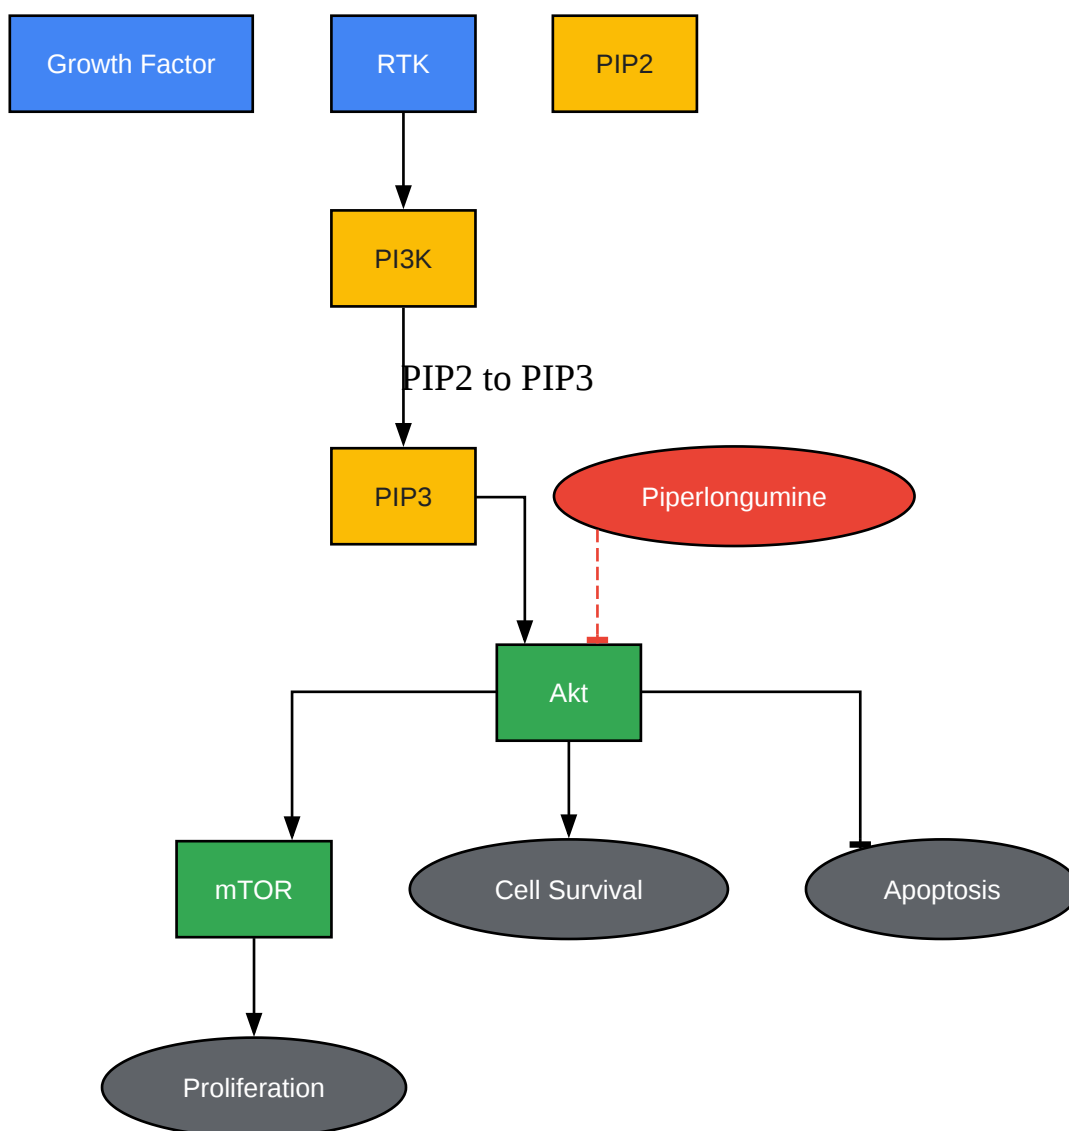 Growth Factor
RTK
PIP2
PI3K
PIP2 to PIP3
PIP3
Piperlongumine
Akt
mTOR
Cell Survival
Apoptosis
Proliferation